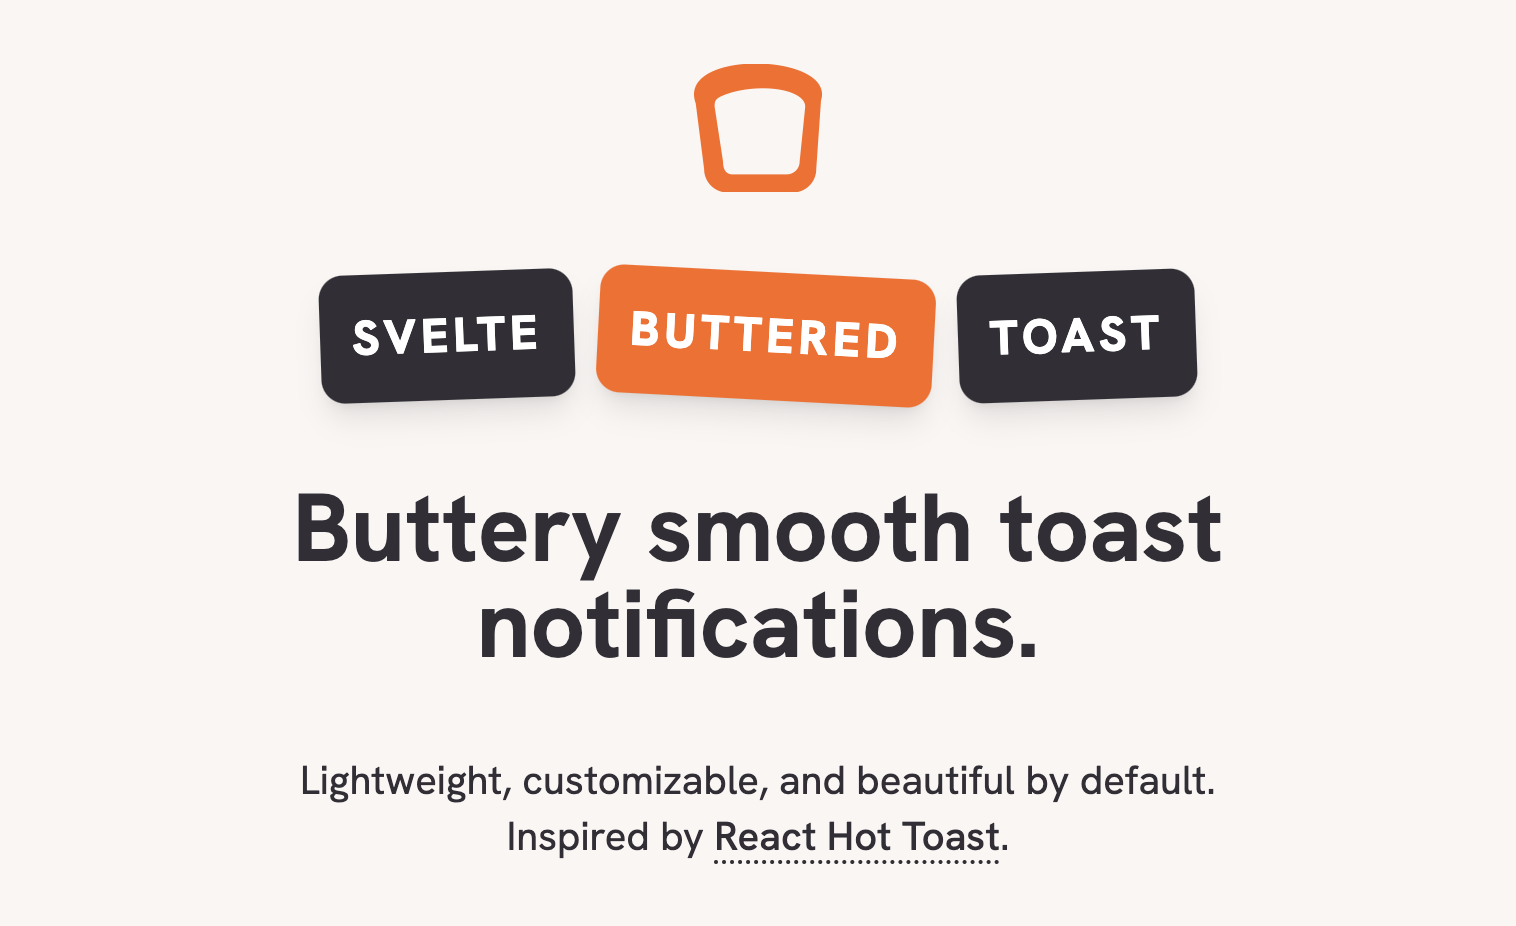 SVELTE BUTTERED TOAST
Buttery smooth toast
notifications.
Lightweight, customizable, and beautiful by default.
Inspired by React Hot Toast.